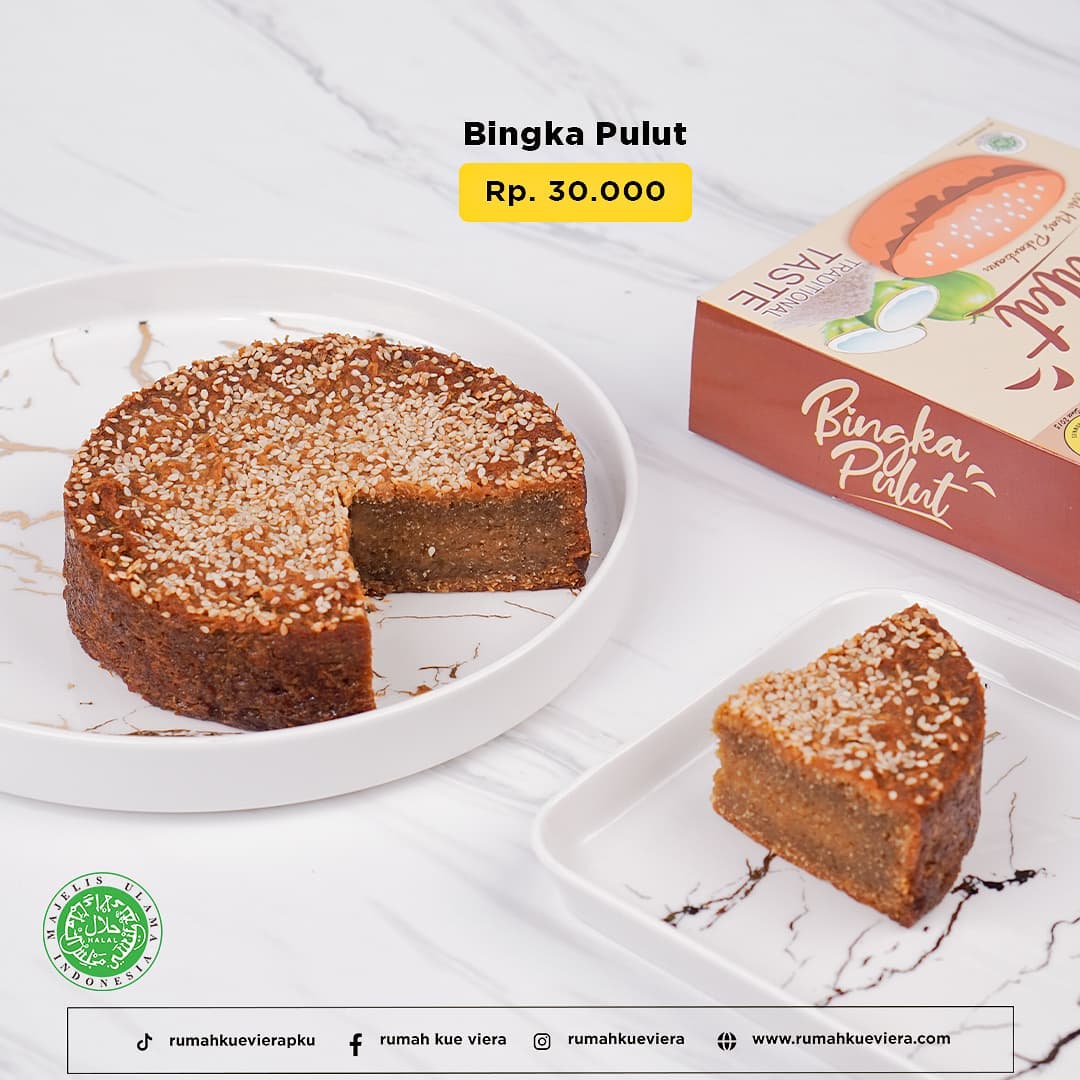 Bingka Pulut
Rp. 30.000
TRADITIONAL
TASTE
Bingka
Pulut
MAJELIS ULAMA
INDONESIA
حلال
HALAL
rumahkuevierapku
rumah kue viera
rumahkueviera
www.rumahkueviera.com